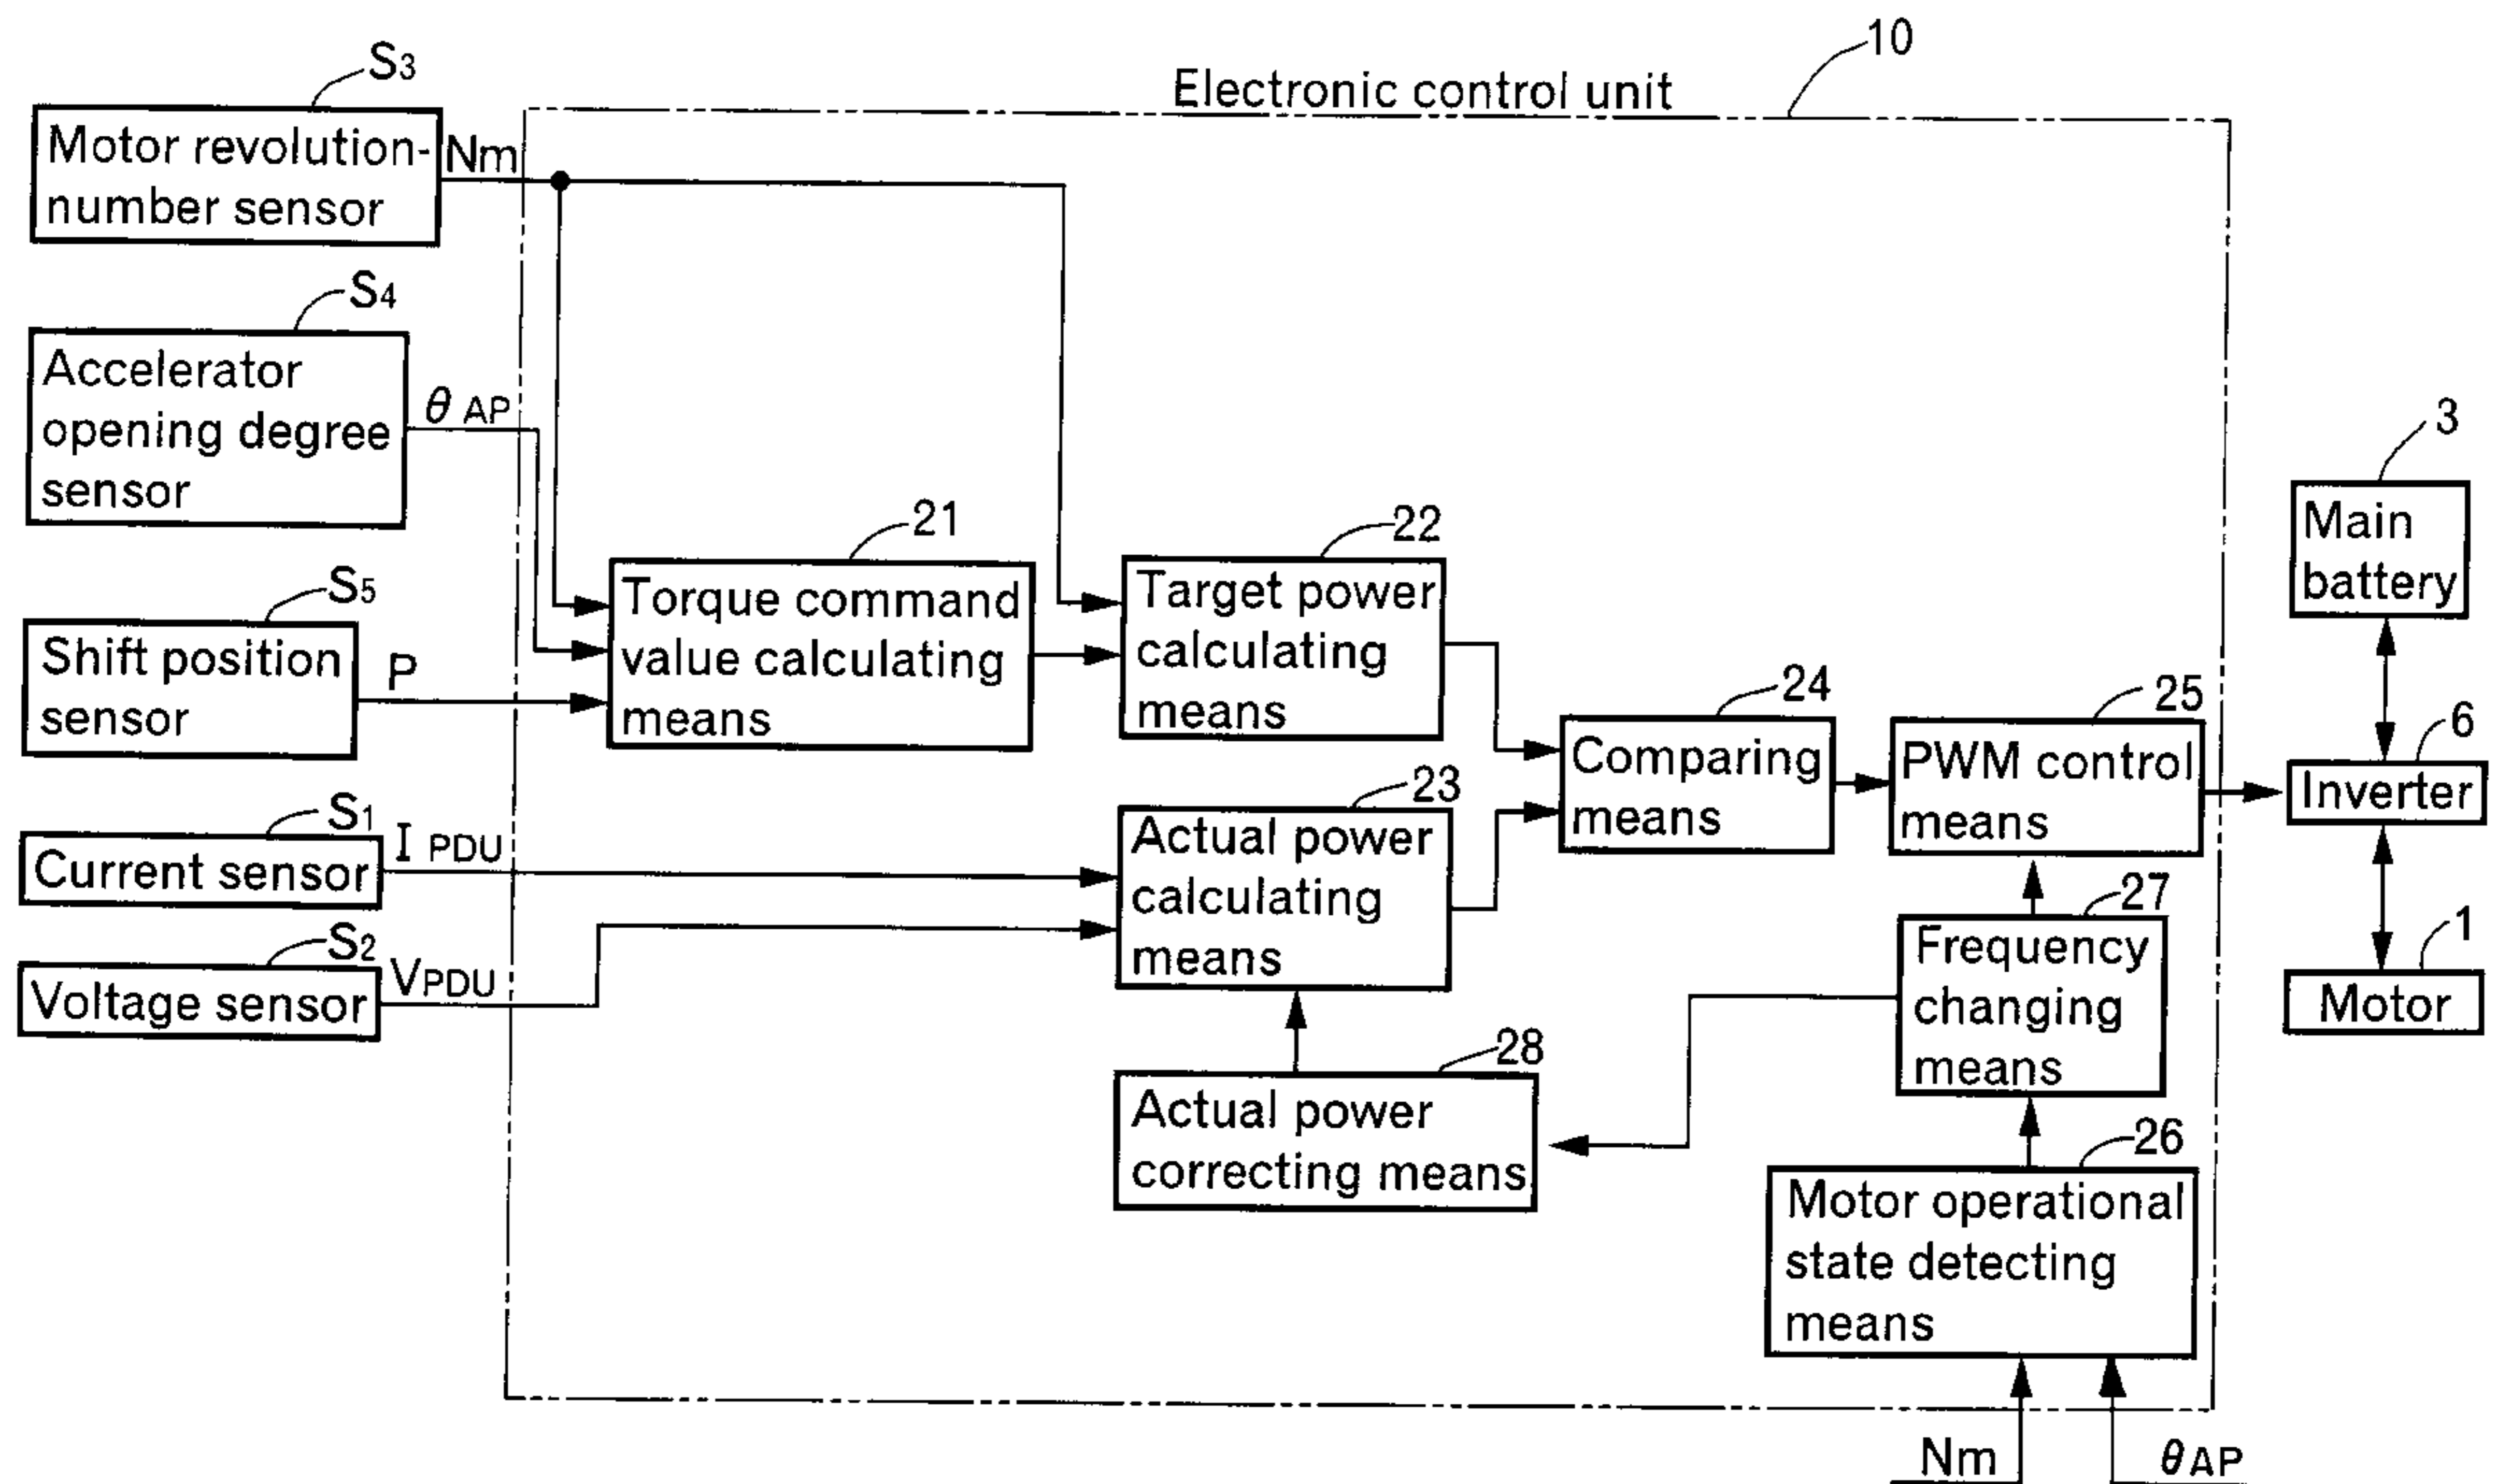 10
Electronic control unit
S3
Motor revolution-
number sensor
Nm
S4
Accelerator
opening degree
sensor
θAP
S5
Shift position
sensor
P
S1
Current sensor
IPDU
S2
Voltage sensor
VPDU
21
Torque command
value calculating
means
22
Target power
calculating
means
23
Actual power
calculating
means
24
Comparing
means
25
PWM control
means
3
Main
battery
6
Inverter
1
Motor
27
Frequency
changing
means
28
Actual power
correcting means
26
Motor operational
state detecting
means
Nm
θAP